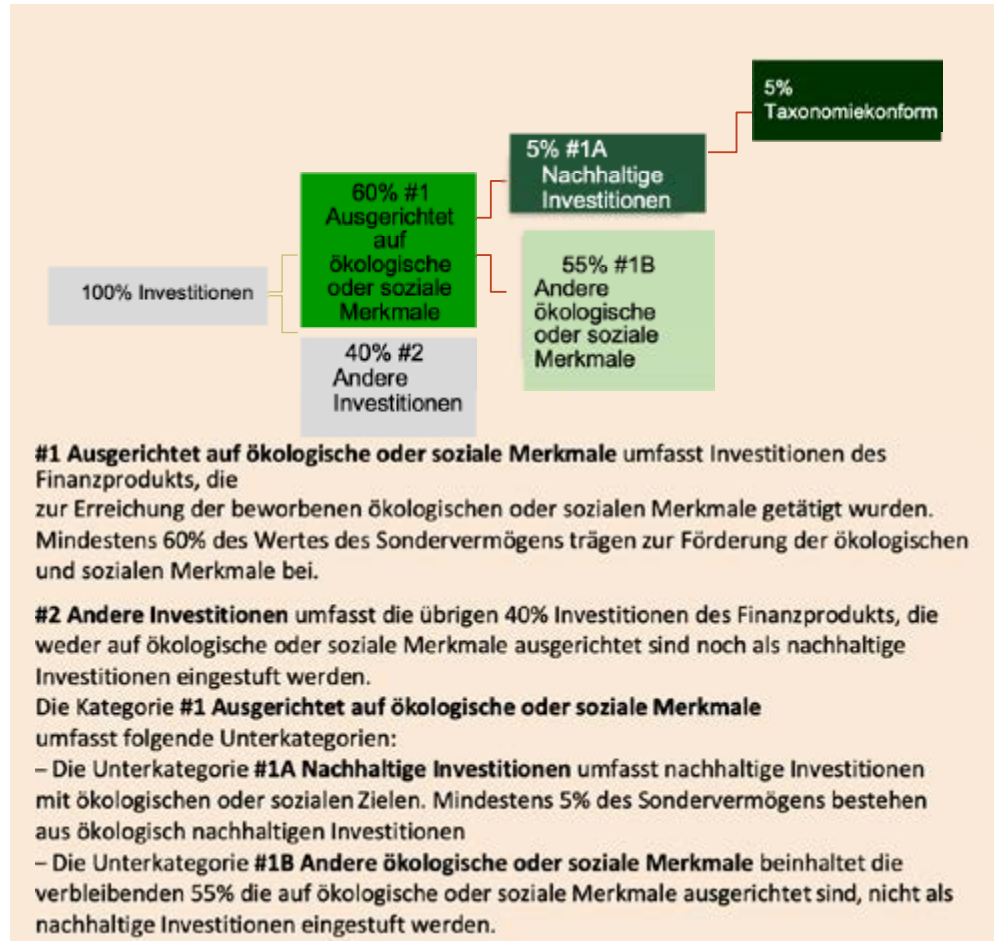 5%
Taxonomiekonform
5% #1A
Nachhaltige
Investitionen
60% #1
Ausgerichtet
auf
ökologische
oder soziale
Merkmale
55% #1B
Andere
ökologische
oder soziale
Merkmale
100% Investitionen
40% #2
Andere
Investitionen
#1 Ausgerichtet auf ökologische oder soziale Merkmale umfasst Investitionen des
Finanzprodukts, die
zur Erreichung der beworbenen ökologischen oder sozialen Merkmale getätigt wurden.
Mindestens 60% des Wertes des Sondervermögens trägen zur Förderung der ökologischen
und sozialen Merkmale bei.
#2 Andere Investitionen umfasst die übrigen 40% Investitionen des Finanzprodukts, die
weder auf ökologische oder soziale Merkmale ausgerichtet sind noch als nachhaltige
Investitionen eingestuft werden.
Die Kategorie #1 Ausgerichtet auf ökologische oder soziale Merkmale
umfasst folgende Unterkategorien:
– Die Unterkategorie #1A Nachhaltige Investitionen umfasst nachhaltige Investitionen
mit ökologischen oder sozialen Zielen. Mindestens 5% des Sondervermögens bestehen
aus ökologisch nachhaltigen Investitionen
– Die Unterkategorie #1B Andere ökologische oder soziale Merkmale beinhaltet die
verbleibenden 55% die auf ökologische oder soziale Merkmale ausgerichtet sind, nicht als
nachhaltige Investitionen eingestuft werden.